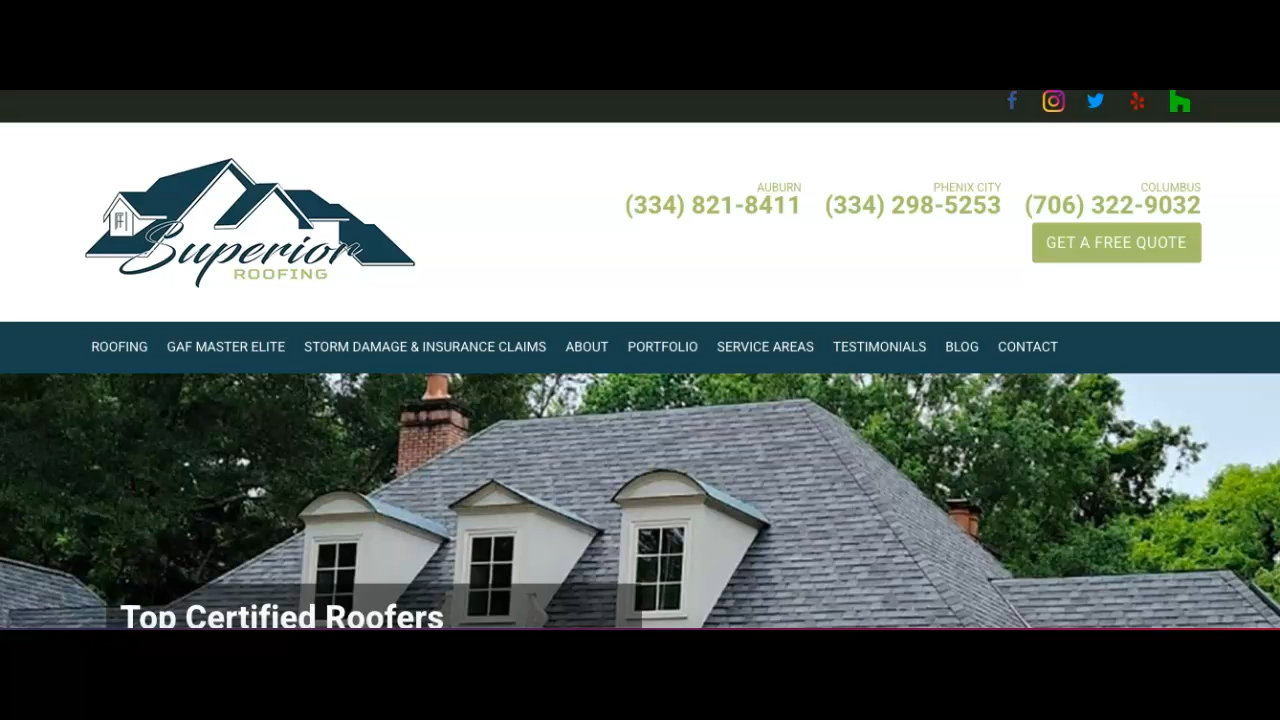 Superior
ROOFING
AUBURN PHENIX CITY COLUMBUS
(334) 821-8411 (334) 298-5253 (706) 322-9032
GET A FREE QUOTE
ROOFING GAF MASTER ELITE STORM DAMAGE & INSURANCE CLAIMS ABOUT PORTFOLIO SERVICE AREAS TESTIMONIALS BLOG CONTACT
Top Certified Roofers